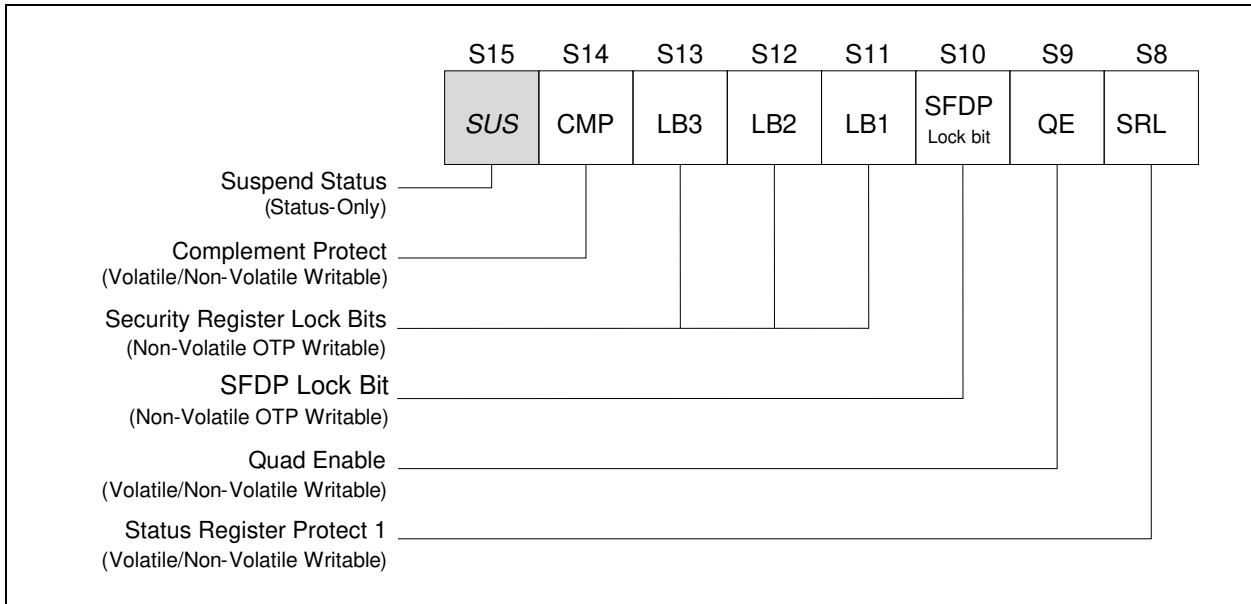 S15 S14 S13 S12 S11 S10 S9 S8
SUS CMP LB3 LB2 LB1 SFDP Lock bit QE SRL
Suspend Status
(Status-Only)
Complement Protect
(Volatile/Non-Volatile Writable)
Security Register Lock Bits
(Non-Volatile OTP Writable)
SFDP Lock Bit
(Non-Volatile OTP Writable)
Quad Enable
(Volatile/Non-Volatile Writable)
Status Register Protect 1
(Volatile/Non-Volatile Writable)